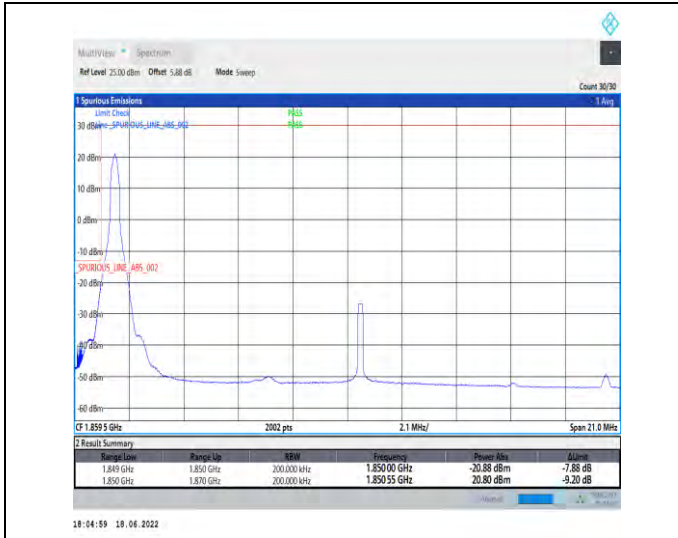 MultiView Spectrum
Ref Level 25.00 dBm Offset 5.88 dB Mode Sweep
Count 30/30
1 Spurious Emissions 1 Avg
Limit Check PASS
30 dBm Line _SPURIOUS_LINE_ABS_002 PASS
20 dBm
10 dBm
0 dBm
-10 dBm
_SPURIOUS_LINE_ABS_002
-20 dBm
-30 dBm
-40 dBm
-50 dBm
-60 dBm
CF 1.859 5 GHz 2002 pts 2.1 MHz/ Span 21.0 MHz
2 Result Summary
Range Low Range Up RBW Frequency Power Abs ΔLimit
1.849 GHz 1.850 GHz 200.000 kHz 1.850 00 GHz -20.88 dBm -7.88 dB
1.850 GHz 1.870 GHz 200.000 kHz 1.850 55 GHz 20.80 dBm -9.20 dB
18:04:59 18.06.2022